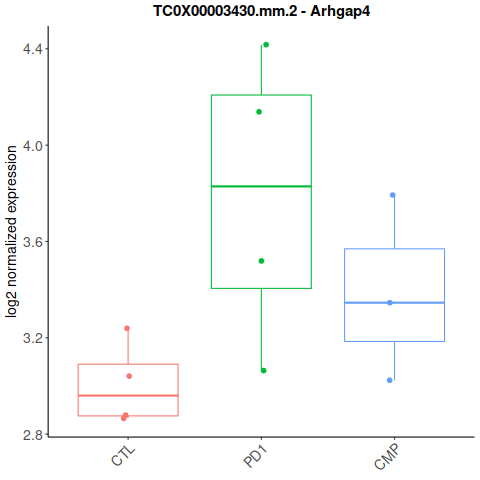 TC0X00003430.mm.2 - Arhgap4
log2 normalized expression
4.4
4.0
3.6
3.2
2.8
CTL
PD1
CMP